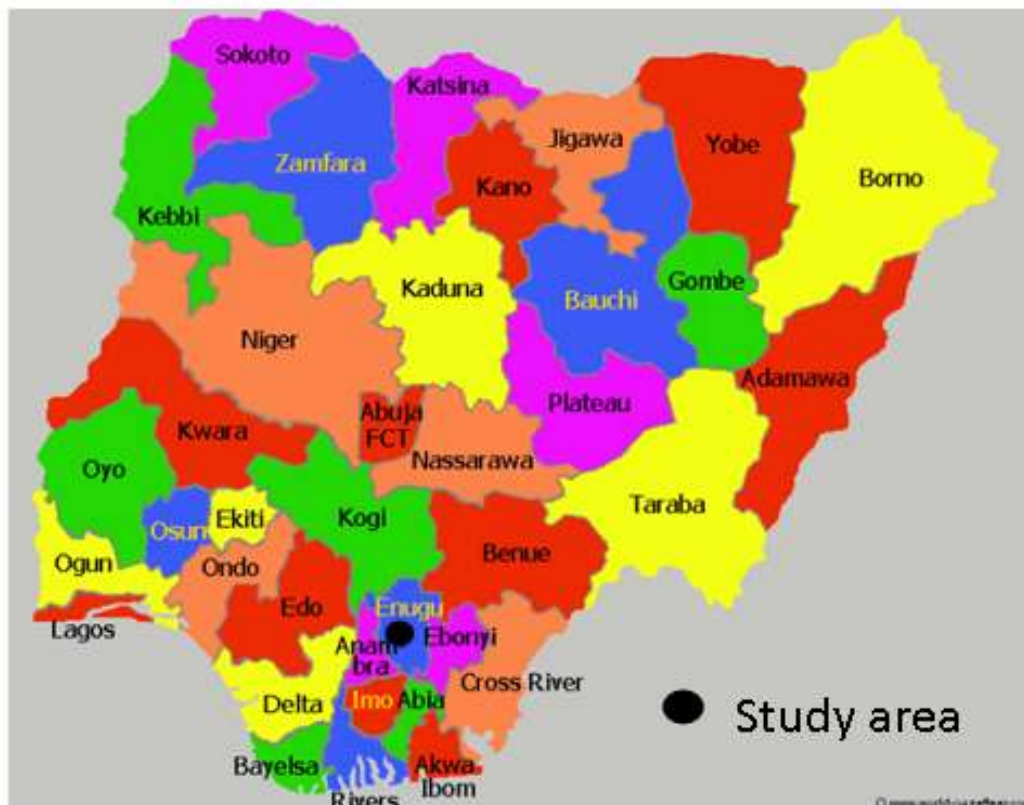 Sokoto
Katsina
Zamfara
Jigawa
Yobe
Borno
Kano
Kebbi
Kaduna
Gombe
Bauchi
Niger
Adamawa
Plateau
Abuja
FCT
Kwara
Nassarawa
Oyo
Taraba
Kogi
Ekiti
Osun
Benue
Ogun
Ondo
Enugu
Edo
Lagos
Ebonyi
Anam
bra
Cross River
Imo
Abia
Delta
Study area
Bayelsa
Akwa
Ibom
Rivers